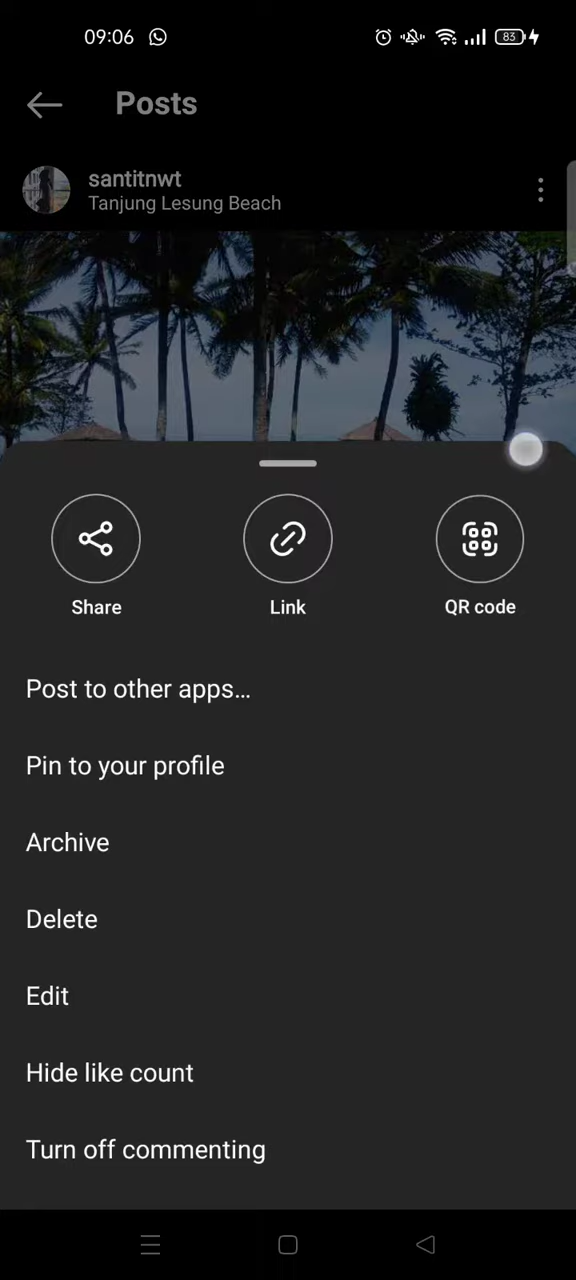 09:06
83
Posts
santitnwt
Tanjung Lesung Beach
Share
Link
QR code
Post to other apps...
Pin to your profile
Archive
Delete
Edit
Hide like count
Turn off commenting